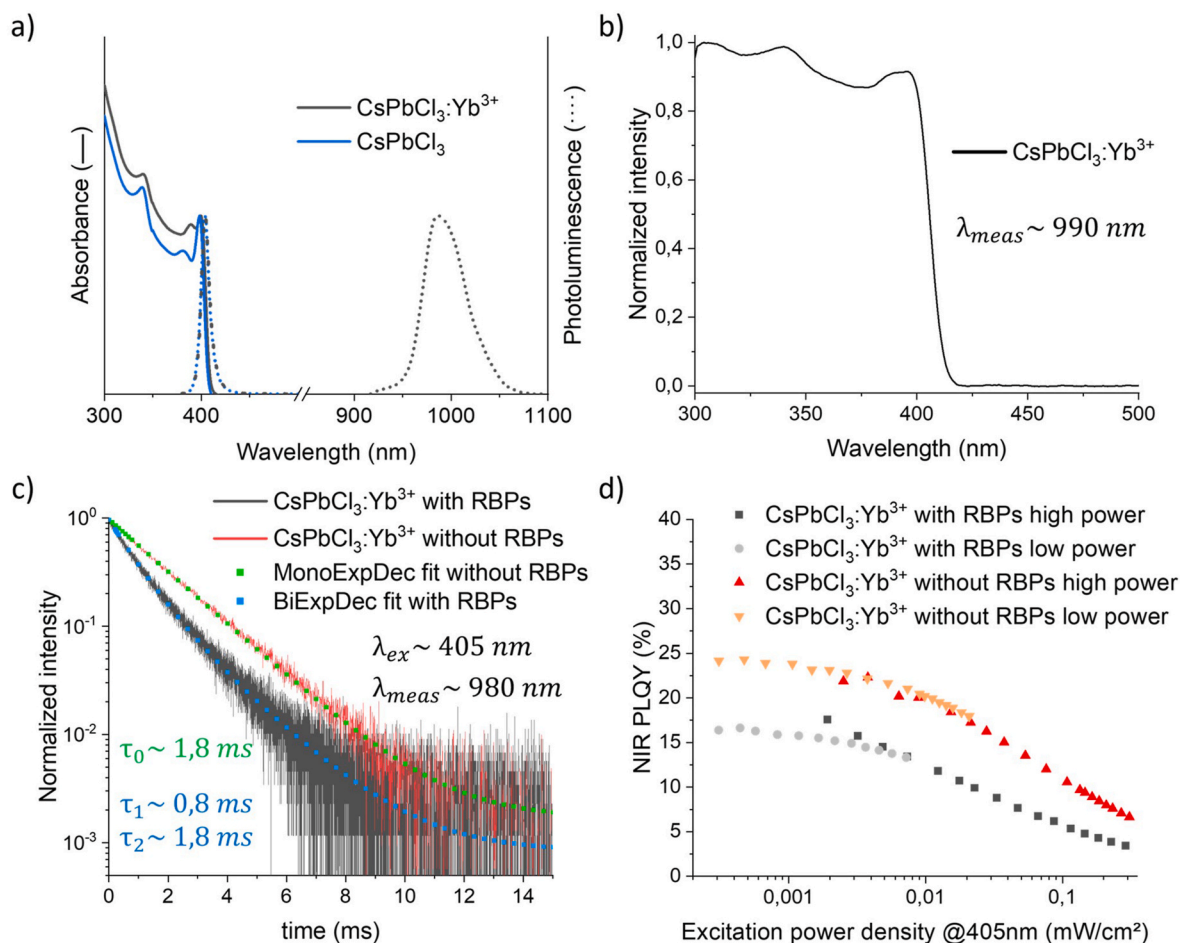 a)
CsPbCl₃:Yb³⁺
CsPbCl₃
Absorbance (—)
Photoluminescence (····)
300 400 900 1000 1100
Wavelength (nm)
b)
1,0
0,8
0,6
0,4
0,2
0,0
Normalized intensity
CsPbCl₃:Yb³⁺
λmeas~ 990 nm
300 350 400 450 500
Wavelength (nm)
c)
CsPbCl₃:Yb³⁺ with RBPs
CsPbCl₃:Yb³⁺ without RBPs
MonoExpDec fit without RBPs
BiExpDec fit with RBPs
λex~ 405 nm
λmeas~ 980 nm
10⁰
10⁻¹
10⁻²
10⁻³
Normalized intensity
τ₀~ 1,8 ms
τ₁~ 0,8 ms
τ₂~ 1,8 ms
0 2 4 6 8 10 12 14
time (ms)
d)
CsPbCl₃:Yb³⁺ with RBPs high power
CsPbCl₃:Yb³⁺ with RBPs low power
CsPbCl₃:Yb³⁺ without RBPs high power
CsPbCl₃:Yb³⁺ without RBPs low power
40
35
30
25
20
15
10
5
0
NIR PLQY (%)
0,001 0,01 0,1
Excitation power density @405nm (mW/cm²)